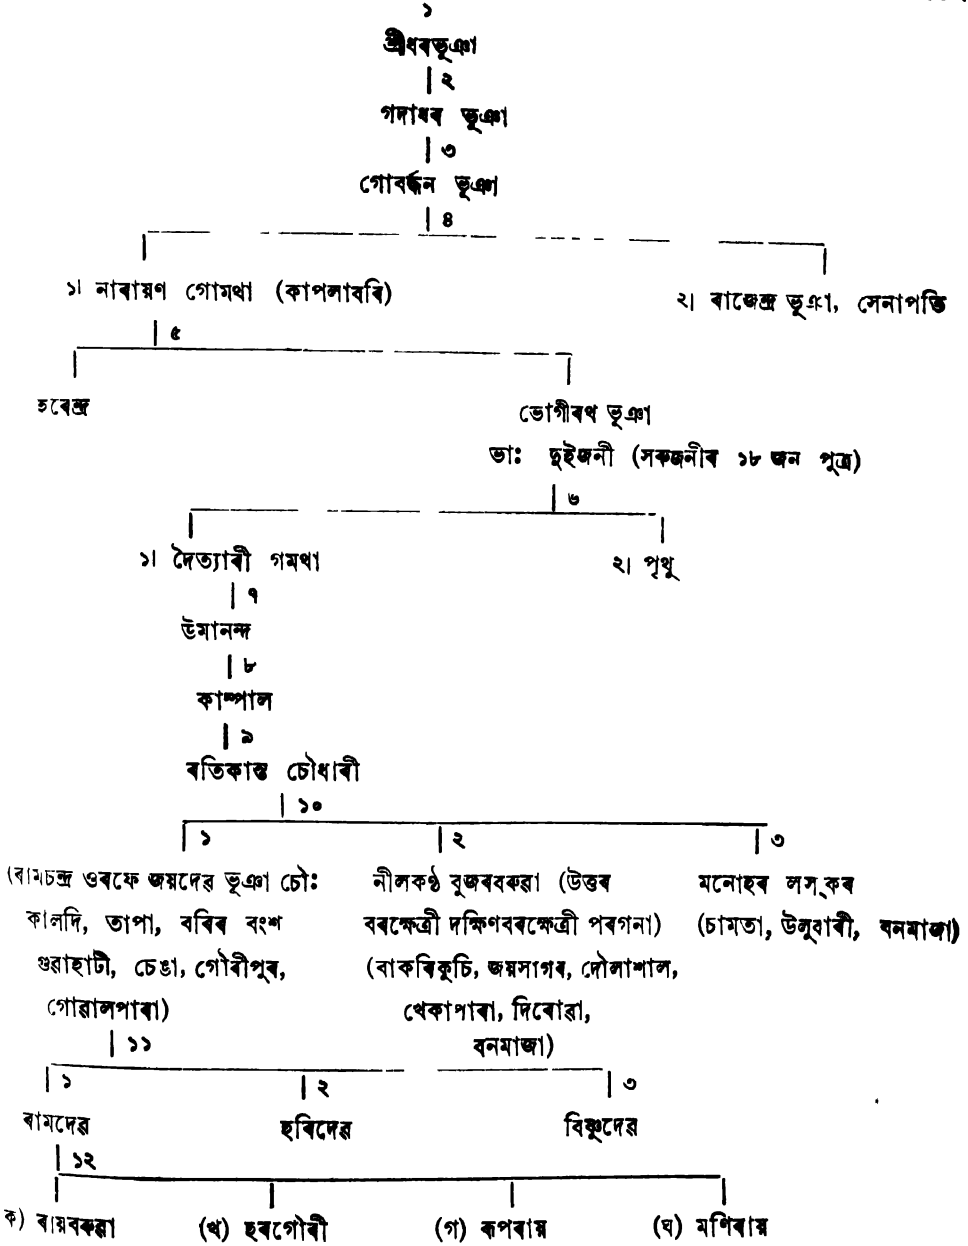 ১
শ্ৰীধৰভূঞা
২
গদাধৰ ভূঞা
৩
গোবৰ্দ্ধন ভূঞা
৪
১। নাৰায়ণ গোমথা (কাপলাবৰি)
২। ৰাজেন্দ্ৰ ভূঞা, সেনাপতি
৫
হৰেন্দ্ৰ
ভোগীৰথ ভূঞা
ভা: দুইজনী (সৰুজনীৰ ১৮ জন পুত্ৰ)
৬
১। দৈত্যাৰী গমথা
২। পৃথু
৭
উমানন্দ
৮
কাম্পাল
৯
ৰতিকান্ত চৌধাৰী
১০
১
২
৩
(ৰামচন্দ্ৰ ওৰফে জয়দেৱ ভূঞা চৌ:
নীলকণ্ঠ বুজৰবৰুৱা (উত্তৰ
মনোহৰ লস্কৰ
কালদি, তাপা, বৰিৰ বংশ
বৰক্ষেত্ৰী দক্ষিণবৰক্ষেত্ৰী পৰগনা)
(চামতা, উলুবাৰী, বনমাজা)
গুৱাহাটী, চেঙা, গৌৰীপুৰ,
(বাকৰিকুচি, জয়সাগৰ, দৌলাশাল,
গোৱালপাৰা)
খেকাপাৰা, দিৰোৱা,
১১
বনমাজা)
১
২
৩
ৰামদেৱ
হৰিদেৱ
বিষ্ণুদেৱ
১২
ক) ৰায়বৰুৱা
(খ) হৰগৌৰী
(গ) ৰূপৰায়
(ঘ) মণিৰায়